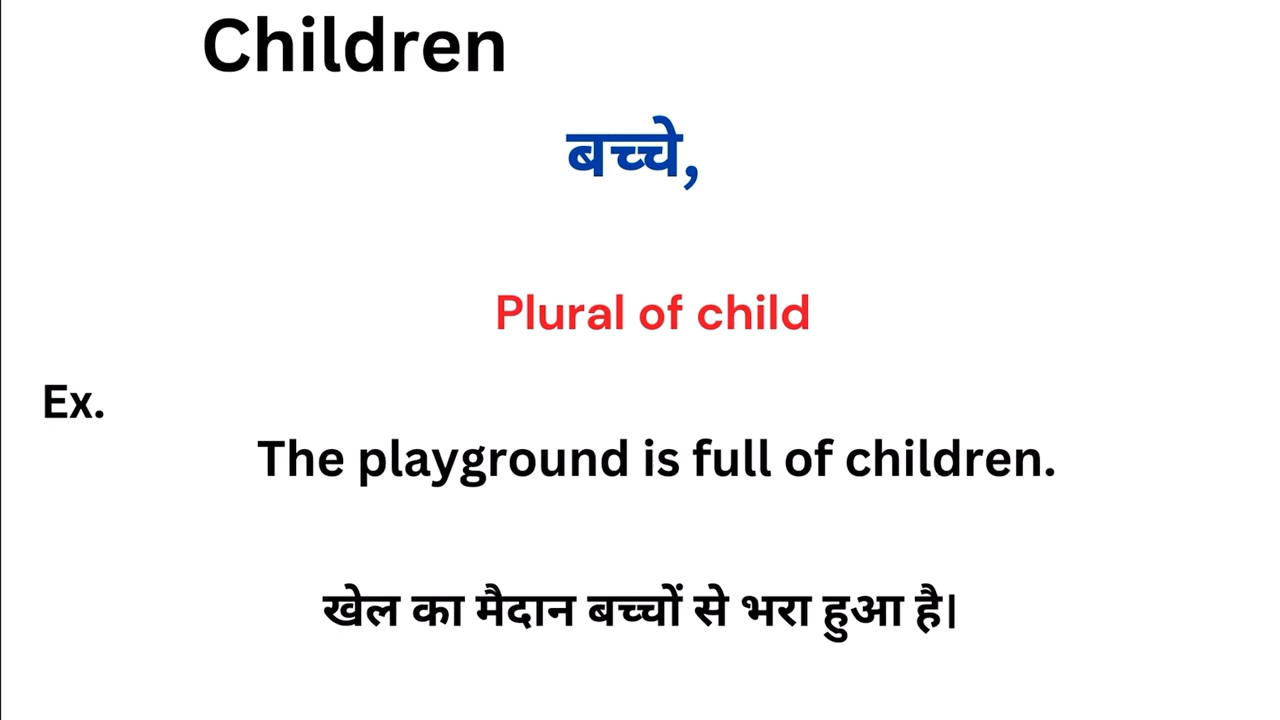 Children
बच्चे,
Plural of child
Ex.
The playground is full of children.
खेल का मैदान बच्चों से भरा हुआ है।